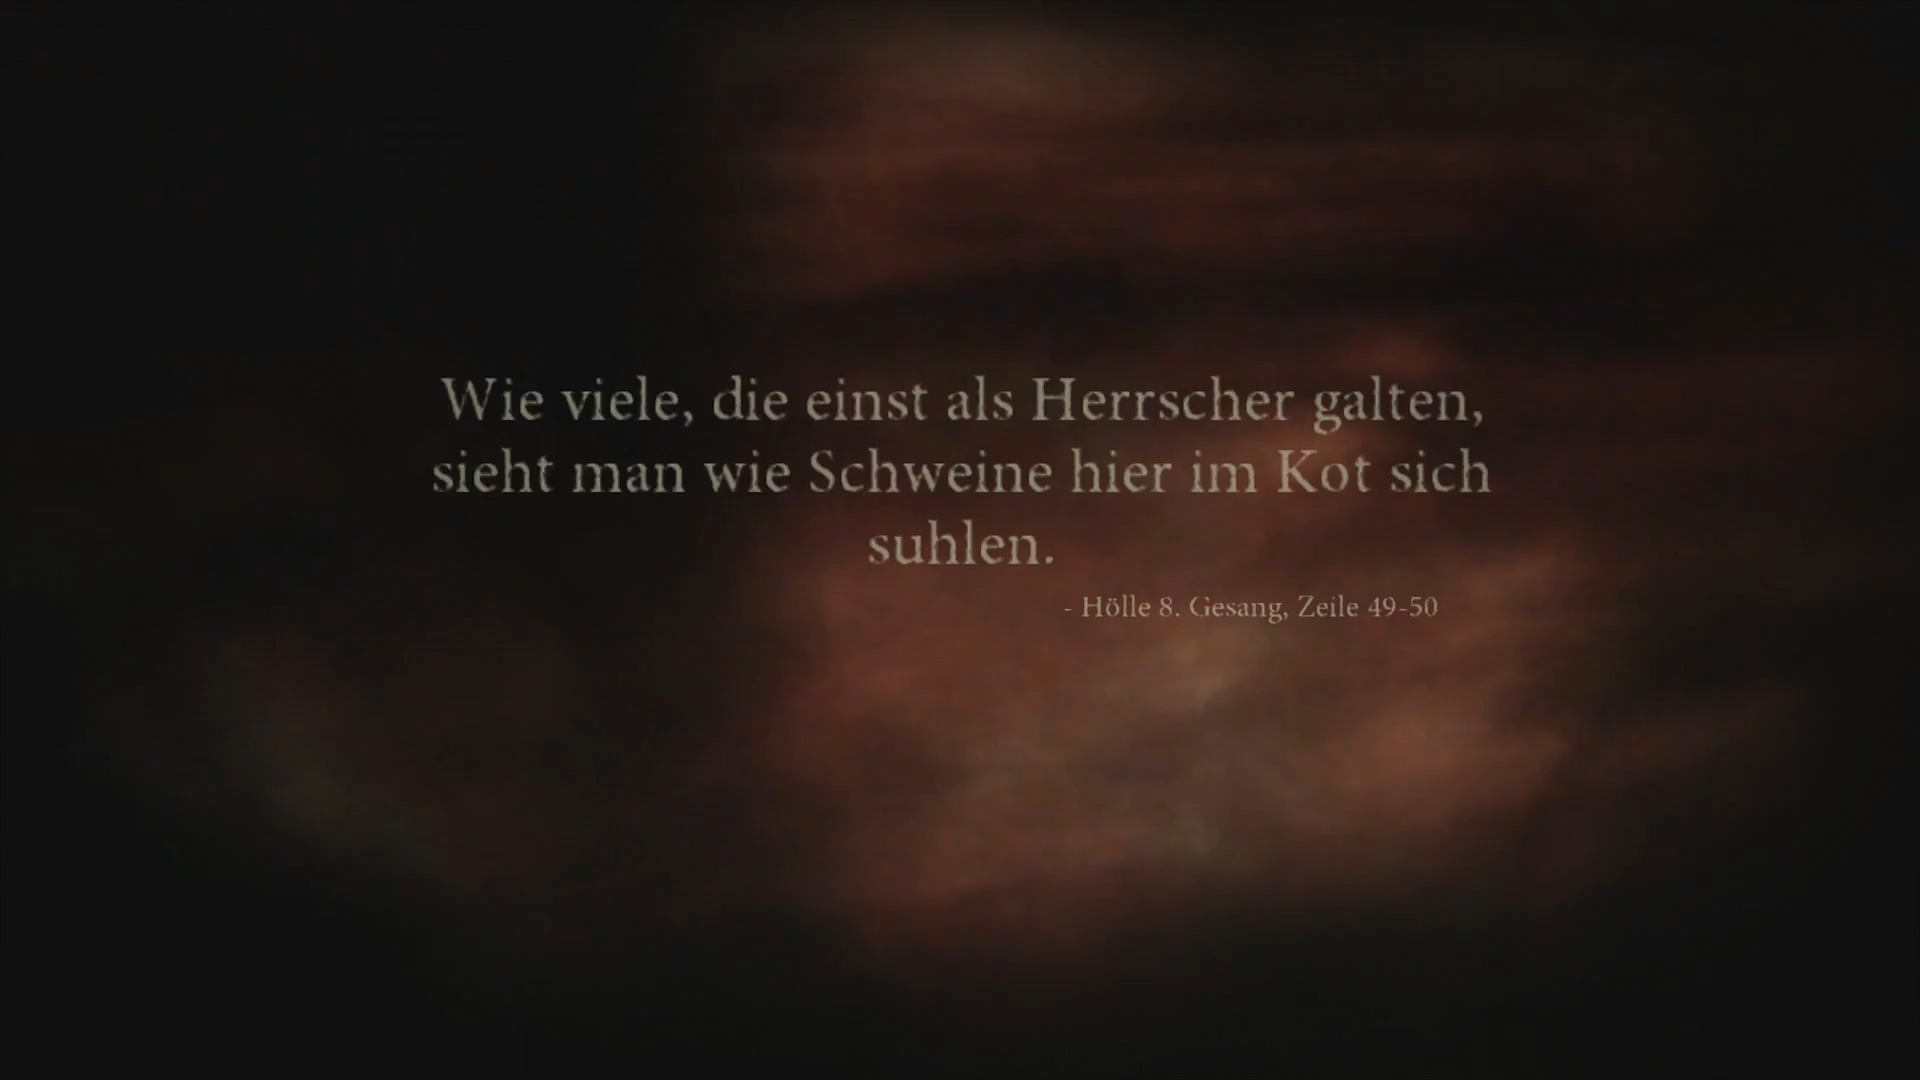 Wie viele, die einst als Herrscher galten,
sieht man wie Schweine hier im Kot sich
suhlen.
- Hölle 8. Gesang, Zeile 49-50